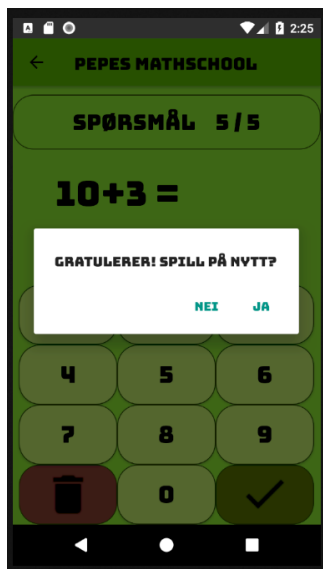 2:25
PEPES MATHSCHOOL
SPØRSMÅL 5/5
10+3 =
GRATULERER! SPILL PÅ NYTT?
NEI JA
4 5 6
7 8 9
0